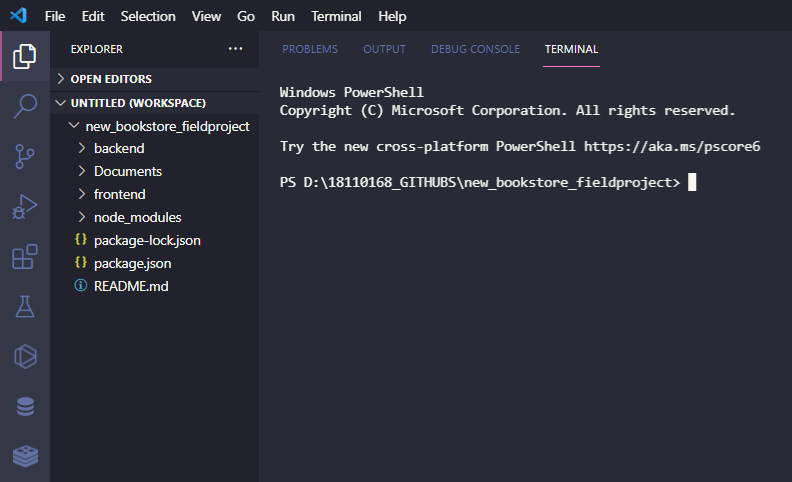 File Edit Selection View Go Run Terminal Help
EXPLORER ...
OPEN EDITORS
UNTITLED (WORKSPACE)
new_bookstore_fieldproject
backend
Documents
frontend
node_modules
{} package-lock.json
{} package.json
README.md
PROBLEMS OUTPUT DEBUG CONSOLE TERMINAL
Windows PowerShell
Copyright (C) Microsoft Corporation. All rights reserved.
Try the new cross-platform PowerShell https://aka.ms/pscore6
PS D:\18110168_GITHUBS\new_bookstore_fieldproject>